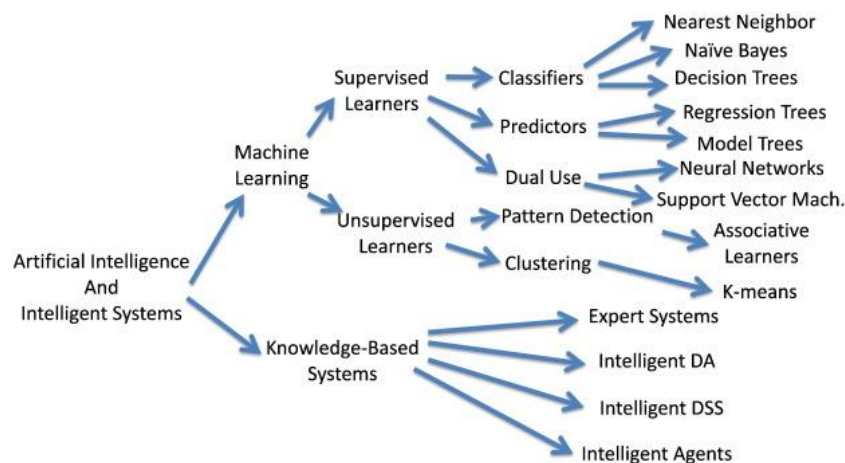 Artificial Intelligence
And
Intelligent Systems
Machine
Learning
Knowledge-Based
Systems
Supervised
Learners
Unsupervised
Learners
Classifiers
Predictors
Dual Use
Pattern Detection
Clustering
Nearest Neighbor
Naïve Bayes
Decision Trees
Regression Trees
Model Trees
Neural Networks
Support Vector Mach.
Associative
Learners
K-means
Expert Systems
Intelligent DA
Intelligent DSS
Intelligent Agents